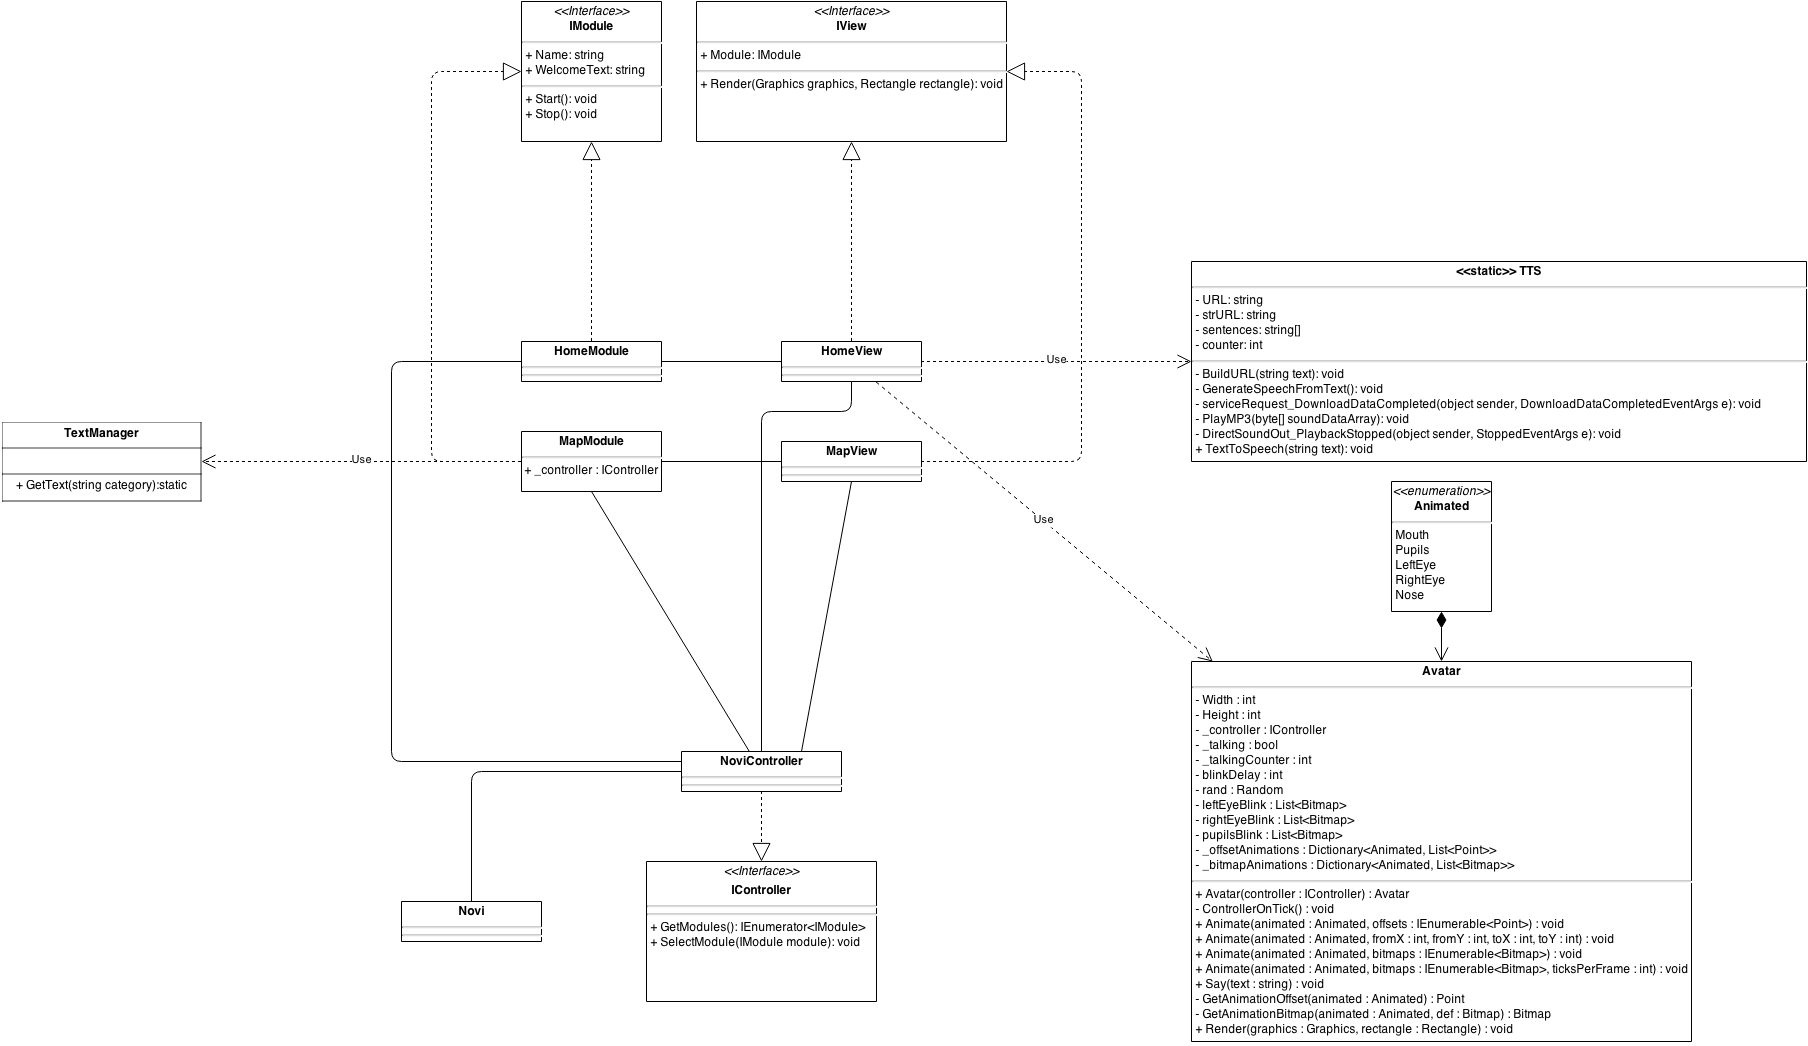 <<Interface>>
IModule
+ Name: string
+ WelcomeText: string
+ Start(): void
+ Stop(): void
<<Interface>>
IView
+ Module: IModule
+ Render(Graphics graphics, Rectangle rectangle): void
<<static>> TTS
- URL: string
- strURL: string
- sentences: string[]
- counter: int
- BuildURL(string text): void
- GenerateSpeechFromText(): void
- serviceRequest_DownloadDataCompleted(object sender, DownloadDataCompletedEventArgs e): void
- PlayMP3(byte[] soundDataArray): void
- DirectSoundOut_PlaybackStopped(object sender, StoppedEventArgs e): void
+ TextToSpeech(string text): void
HomeModule
HomeView
Use
TextManager
+ GetText(string category):static
Use
MapModule
+ _controller : IController
MapView
Use
<<enumeration>>
Animated
Mouth
Pupils
LeftEye
RightEye
Nose
Avatar
- Width : int
- Height : int
- _controller : IController
- _talking : bool
- _talkingCounter : int
- blinkDelay : int
- rand : Random
- leftEyeBlink : List<Bitmap>
- rightEyeBlink : List<Bitmap>
- pupilsBlink : List<Bitmap>
- _offsetAnimations : Dictionary<Animated, List<Point>>
- _bitmapAnimations : Dictionary<Animated, List<Bitmap>>
+ Avatar(controller : IController) : Avatar
- ControllerOnTick() : void
+ Animate(animated : Animated, offsets : IEnumerable<Point>) : void
+ Animate(animated : Animated, fromX : int, fromY : int, toX : int, toY : int) : void
+ Animate(animated : Animated, bitmaps : IEnumerable<Bitmap>) : void
+ Animate(animated : Animated, bitmaps : IEnumerable<Bitmap>, ticksPerFrame : int) : void
+ Say(text : string) : void
- GetAnimationOffset(animated : Animated) : Point
- GetAnimationBitmap(animated : Animated, def : Bitmap) : Bitmap
+ Render(graphics : Graphics, rectangle : Rectangle) : void
NoviController
<<Interface>>
IController
+ GetModules(): IEnumerator<IModule>
+ SelectModule(IModule module): void
Novi